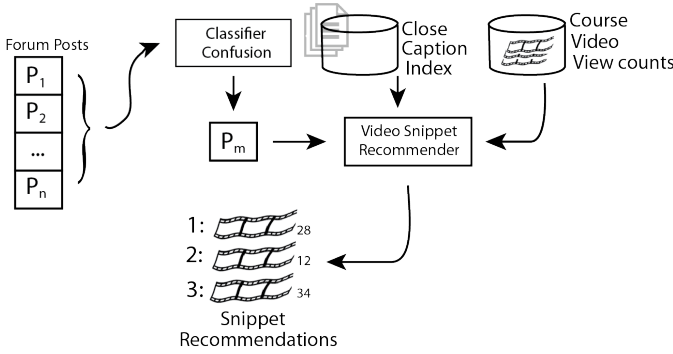 Forum Posts
P1
P2
...
Pn
Classifier
Confusion
Pm
Close
Caption
Index
Course
Video
View counts
Video Snippet
Recommender
1: 28
2: 12
3: 34
Snippet
Recommendations